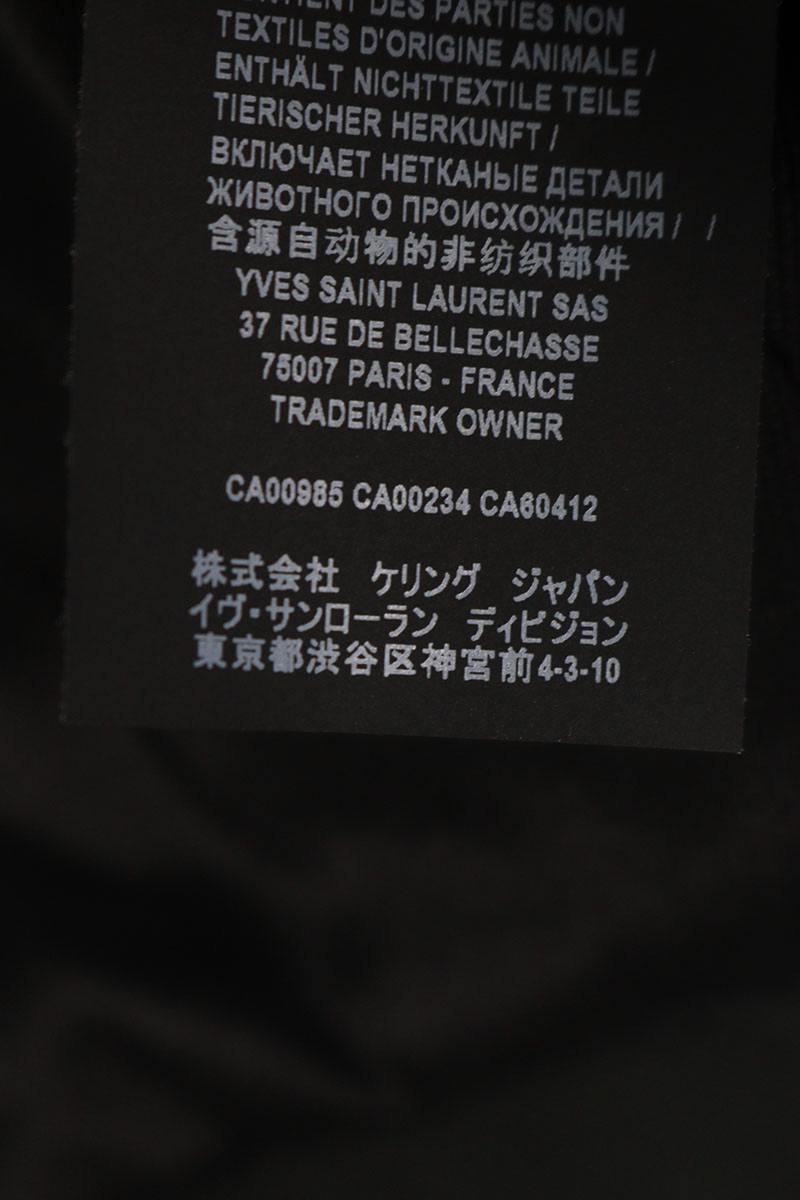 CONTIENT DES PARTIES NON
TEXTILES D'ORIGINE ANIMALE /
ENTHÄLT NICHTTEXTILE TEILE
TIERISCHER HERKUNFT /
ВКЛЮЧАЕТ НЕТКАНЫЕ ДЕТАЛИ
ЖИВОТНОГО ПРОИСХОЖДЕНИЯ / /
含源自动物的非纺织部件
YVES SAINT LAURENT SAS
37 RUE DE BELLECHASSE
75007 PARIS - FRANCE
TRADEMARK OWNER
CA00985 CA00234 CA60412
株式会社 ケリング ジャパン
イヴ・サンローラン ディビジョン
東京都渋谷区神宮前4-3-10